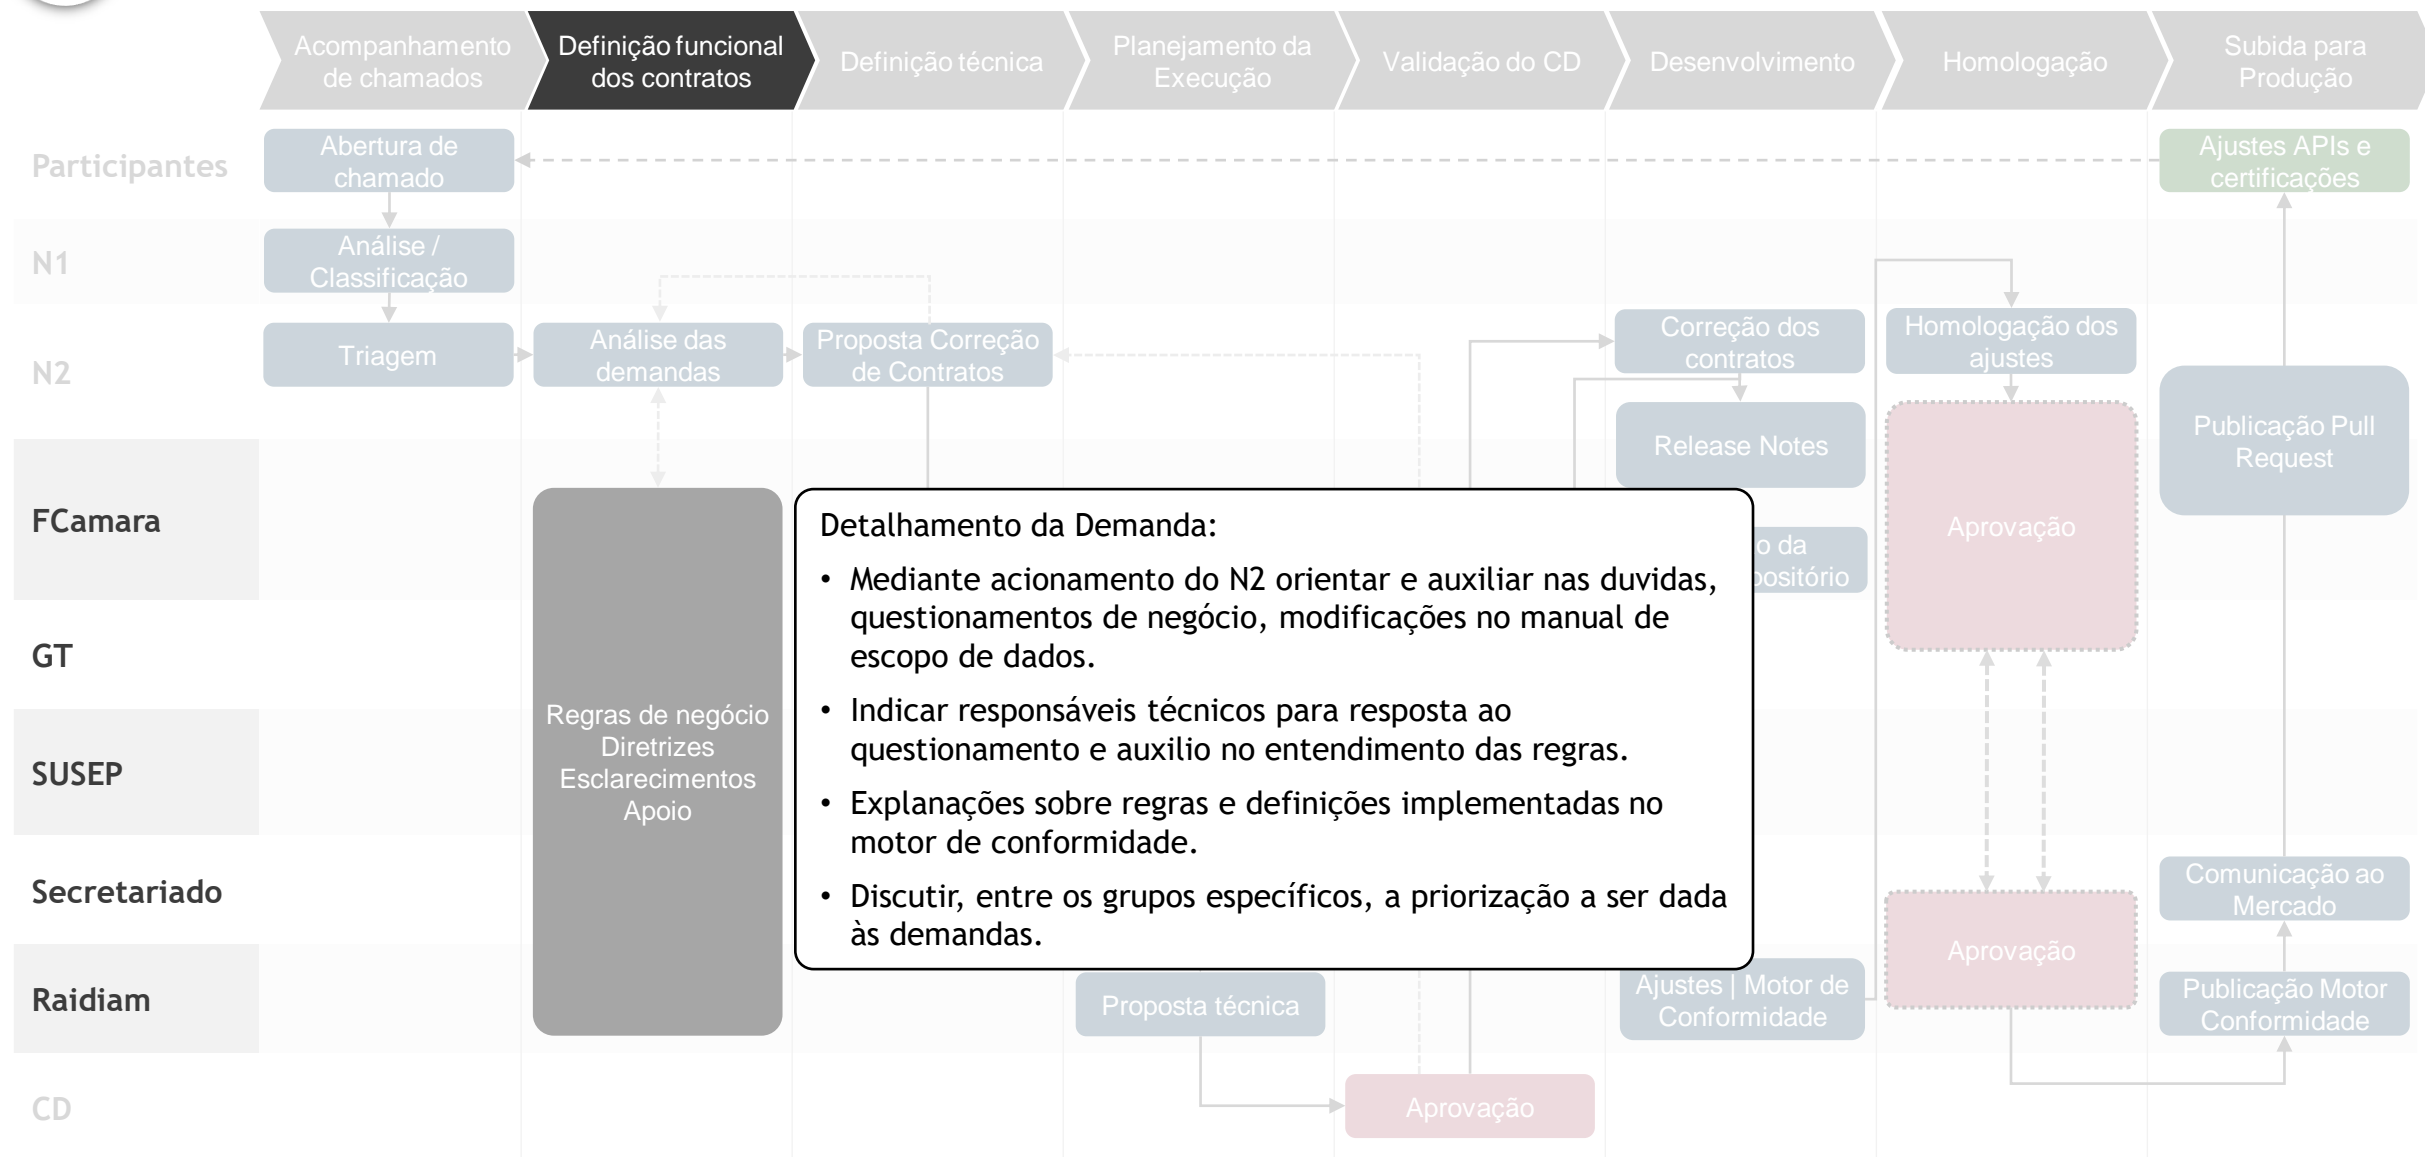 Acompanhamento
de chamados
Definição funcional
dos contratos
Definição técnica
Planejamento da
Execução
Validação do CD
Desenvolvimento
Homologação
Subida para
Produção
Participantes
Abertura de
chamado
Ajustes APIs e
certificações
N1
Análise /
Classificação
N2
Triagem
Análise das
demandas
Proposta Correção
de Contratos
Correção dos
contratos
Homologação dos
ajustes
Release Notes
Publicação Pull
Request
FCamara
Aprovação
o da
positório
Detalhamento da Demanda:
• Mediante acionamento do N2 orientar e auxiliar nas duvidas,
questionamentos de negócio, modificações no manual de
escopo de dados.
• Indicar responsáveis técnicos para resposta ao
questionamento e auxilio no entendimento das regras.
• Explanações sobre regras e definições implementadas no
motor de conformidade.
• Discutir, entre os grupos específicos, a priorização a ser dada
às demandas.
GT
Regras de negócio
Diretrizes
Esclarecimentos
Apoio
SUSEP
Secretariado
Comunicação ao
Mercado
Aprovação
Raidiam
Proposta técnica
Ajustes | Motor de
Conformidade
Publicação Motor
Conformidade
CD
Aprovação